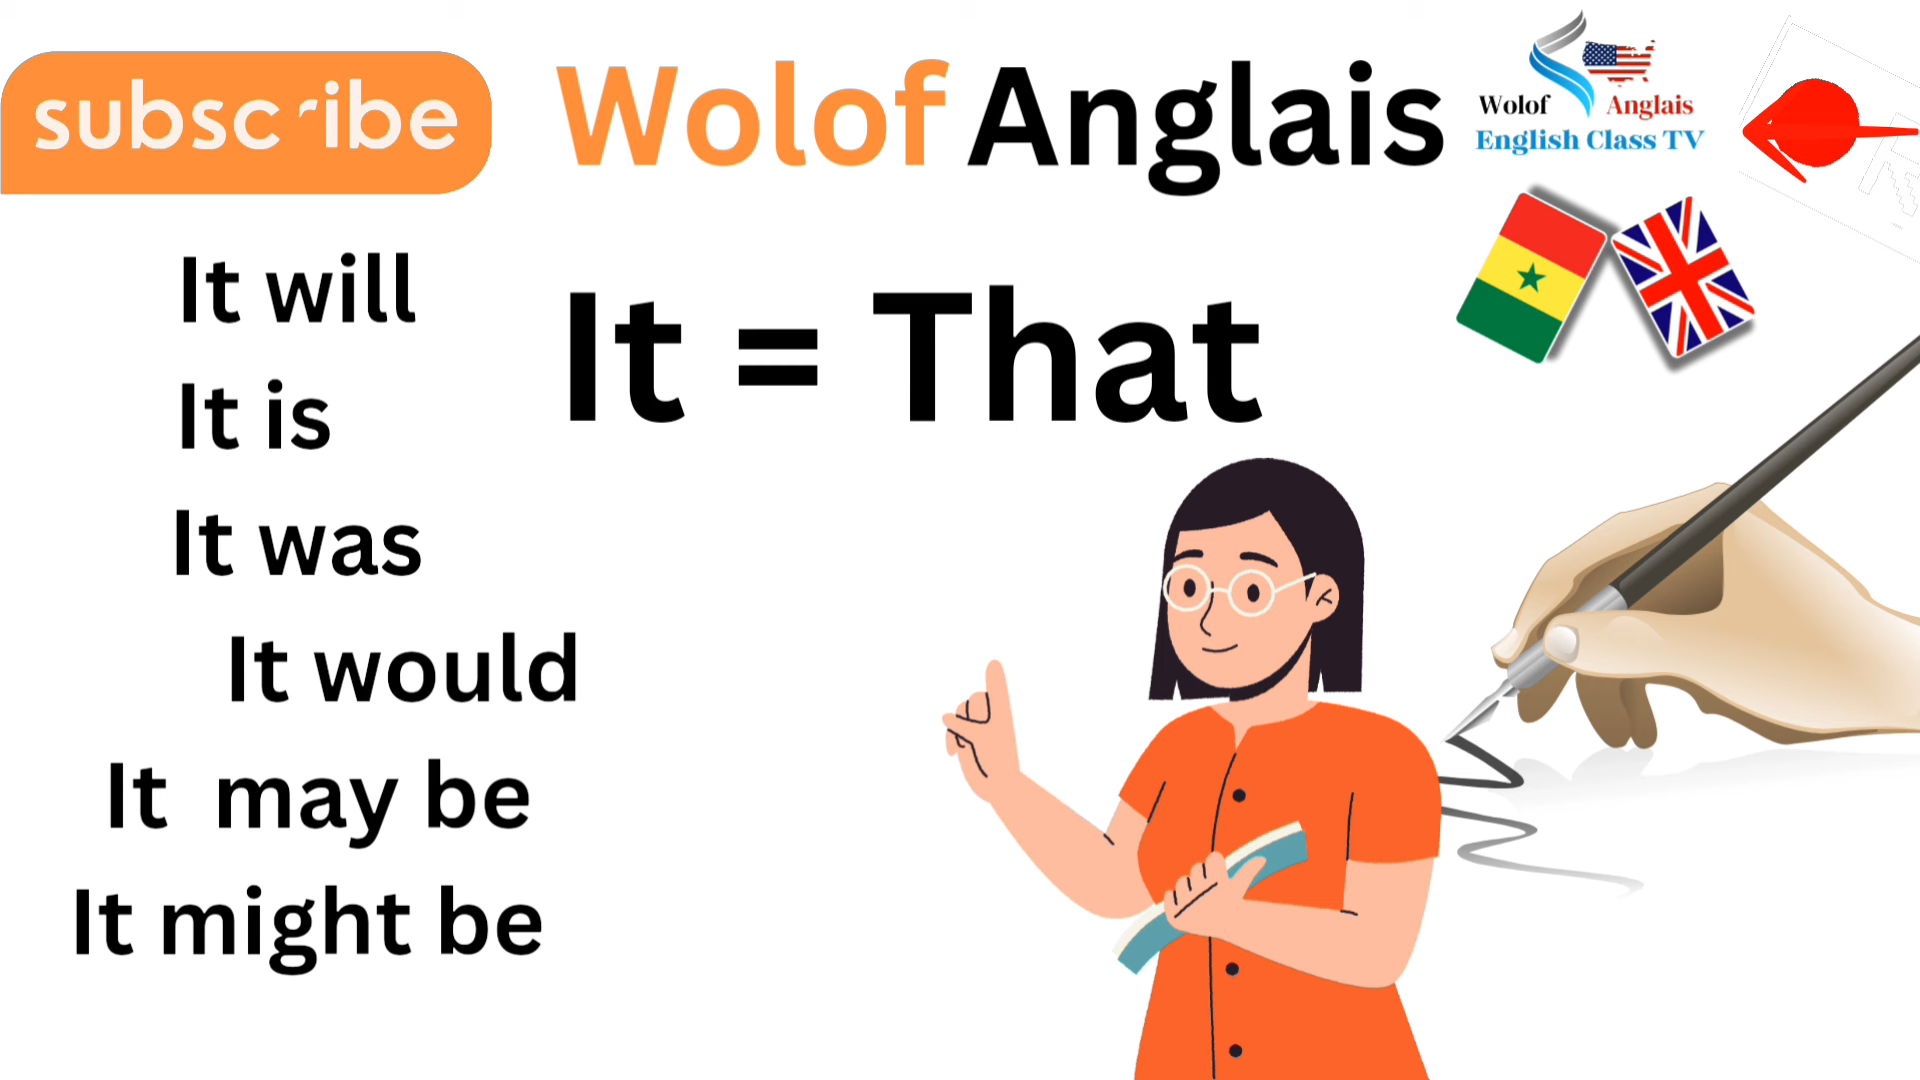 subscribe
Wolof Anglais
Wolof Anglais
English Class TV
It = That
It will
It is
It was
It would
It may be
It might be